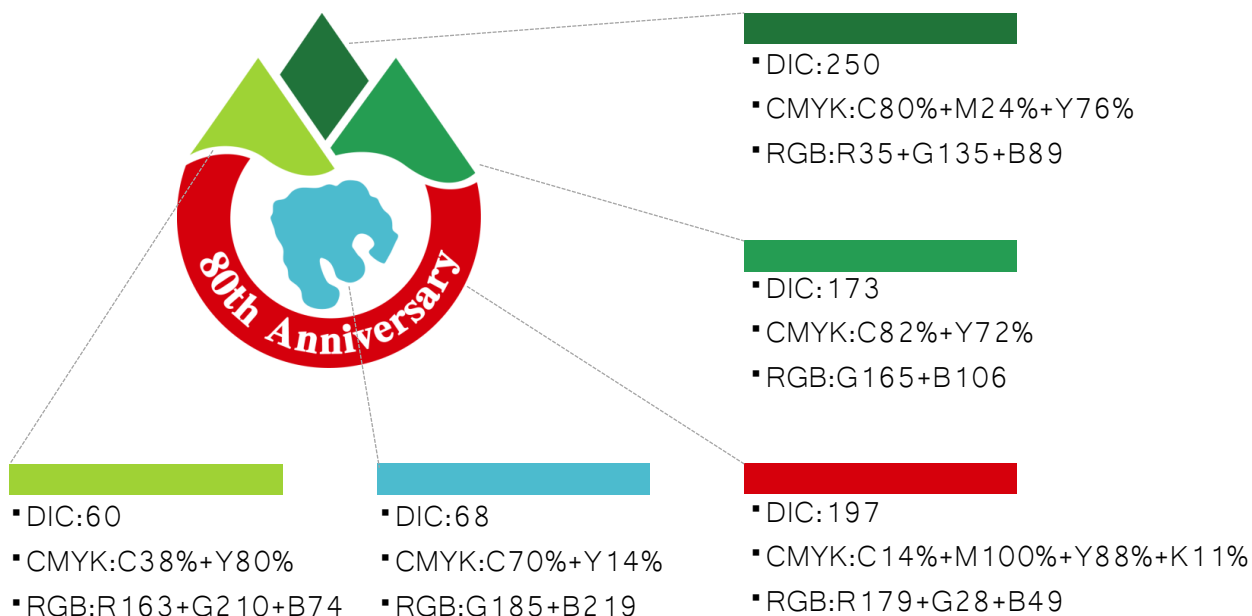 80th Anniversary
▪DIC:250
▪CMYK:C80%+M24%+Y76%
▪RGB:R35+G135+B89
▪DIC:173
▪CMYK:C82%+Y72%
▪RGB:G165+B106
▪DIC:60
▪CMYK:C38%+Y80%
▪RGB:R163+G210+B74
▪DIC:68
▪CMYK:C70%+Y14%
▪RGB:G185+B219
▪DIC:197
▪CMYK:C14%+M100%+Y88%+K11%
▪RGB:R179+G28+B49